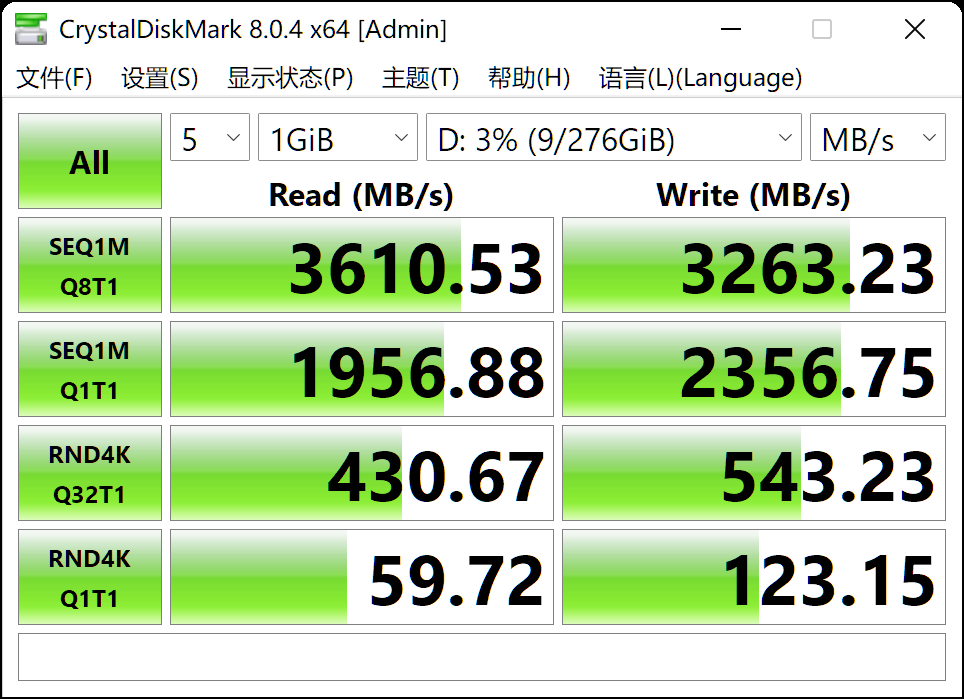 CrystalDiskMark 8.0.4 x64 [Admin]
文件(F) 设置(S) 显示状态(P) 主题(T) 帮助(H) 语言(L)(Language)
All 5 1GiB D: 3% (9/276GiB) MB/s
Read (MB/s) Write (MB/s)
SEQ1M
Q8T1 3610.53 3263.23
SEQ1M
Q1T1 1956.88 2356.75
RND4K
Q32T1 430.67 543.23
RND4K
Q1T1 59.72 123.15